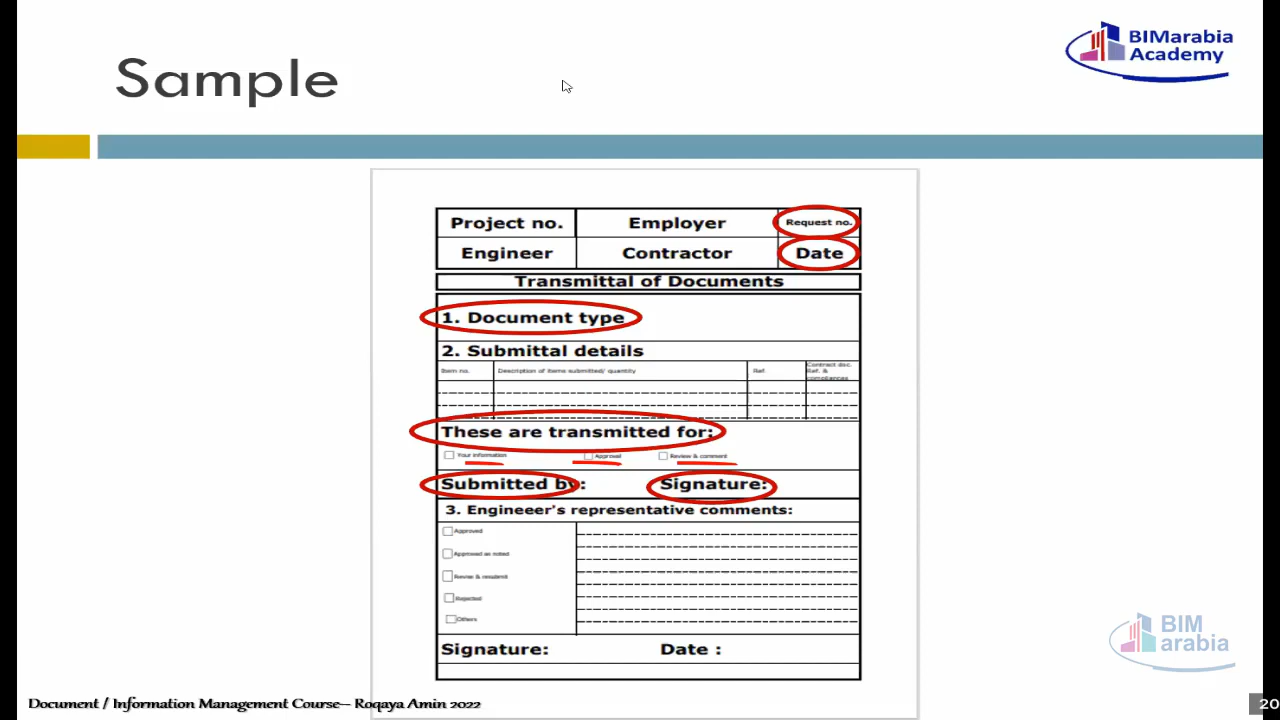 Sample
BIMarabia
Academy
Project no. Employer Request no.
Engineer Contractor Date
Transmittal of Documents
1. Document type
2. Submittal details
Item no. Description of items submitted/ quantity Ref. Contract doc. Ref. & compliances
These are transmitted for:
Your information Approval Review & comment
Submitted by: Signature:
3. Engineeer's representative comments:
Approved
Approved as noted
Revise & resubmit
Rejected
Others
Signature: Date :
BIM
arabia
Document / Information Management Course-- Roqaya Amin 2022
20